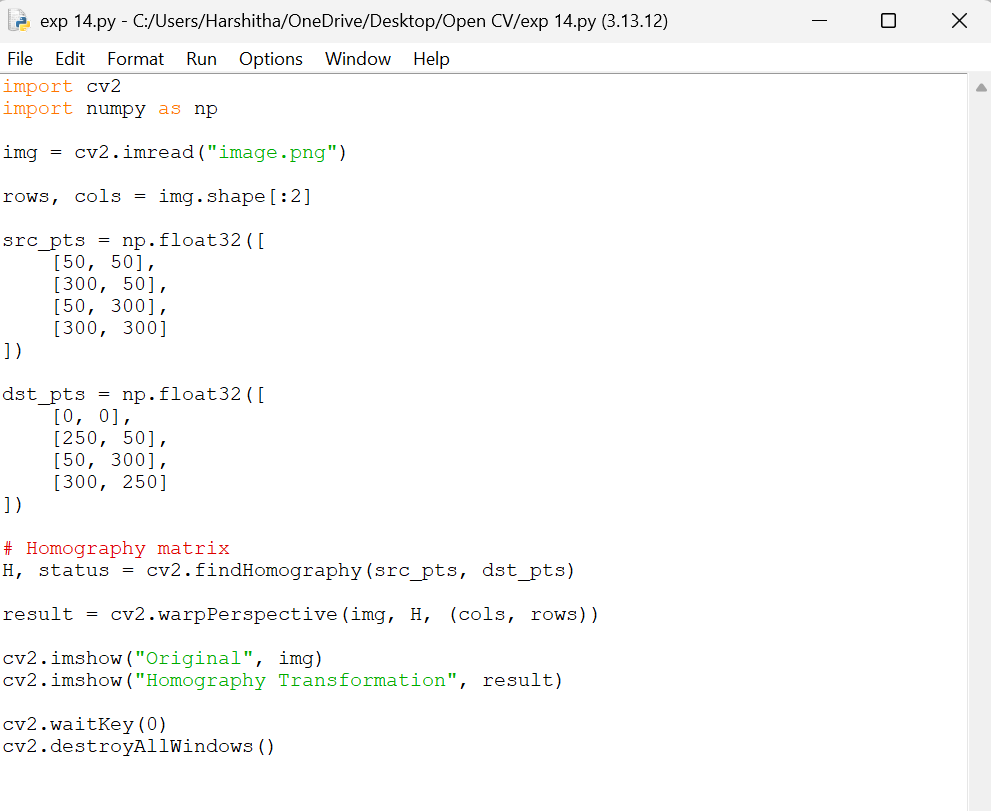 exp 14.py - C:/Users/Harshitha/OneDrive/Desktop/Open CV/exp 14.py (3.13.12)
File Edit Format Run Options Window Help
import cv2
import numpy as np

img = cv2.imread("image.png")

rows, cols = img.shape[:2]

src_pts = np.float32([
    [50, 50],
    [300, 50],
    [50, 300],
    [300, 300]
])

dst_pts = np.float32([
    [0, 0],
    [250, 50],
    [50, 300],
    [300, 250]
])

# Homography matrix
H, status = cv2.findHomography(src_pts, dst_pts)

result = cv2.warpPerspective(img, H, (cols, rows))

cv2.imshow("Original", img)
cv2.imshow("Homography Transformation", result)

cv2.waitKey(0)
cv2.destroyAllWindows()